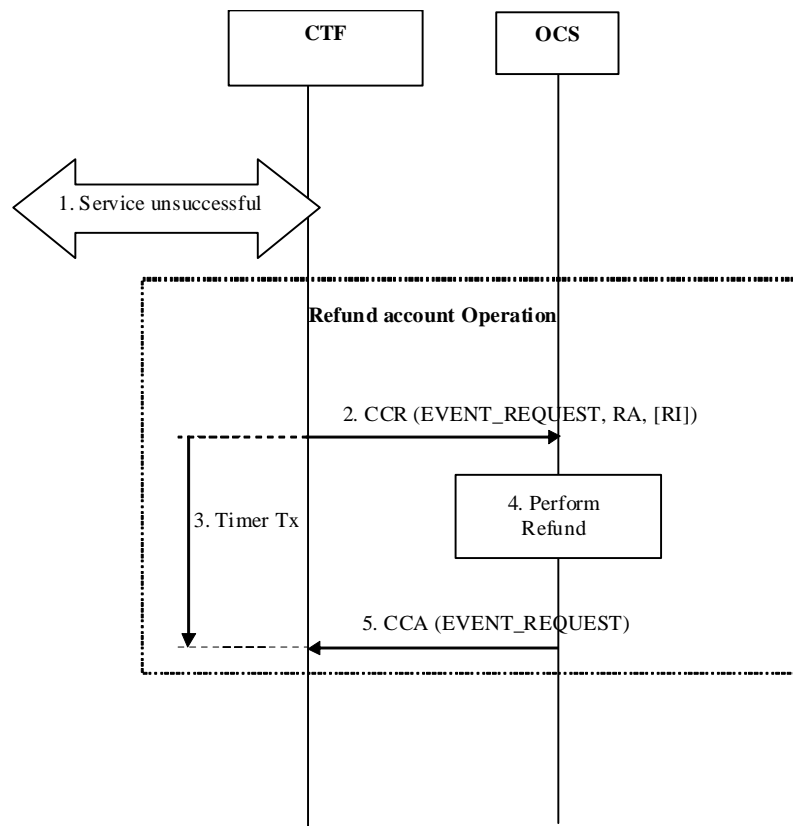 CTF
OCS
1. Service unsuccessful
Refund account Operation
2. CCR (EVENT_REQUEST, RA, [RI])
3. Timer Tx
4. Perform
Refund
5. CCA (EVENT_REQUEST)